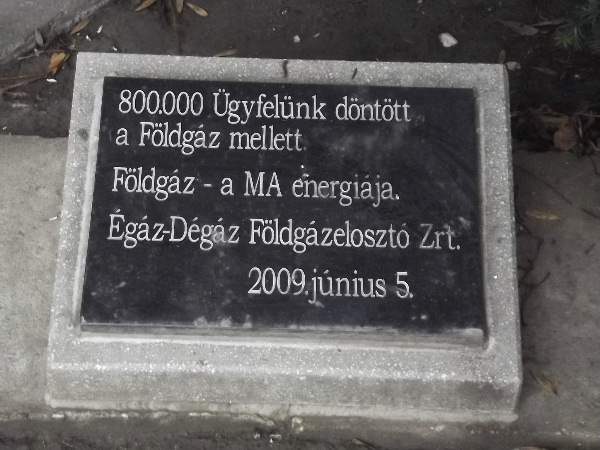 800.000 Ügyfelünk döntött
a Földgáz mellett.
Földgáz - a MA energiája.
Égáz-Dégáz Földgázelosztó Zrt.
2009.június 5.